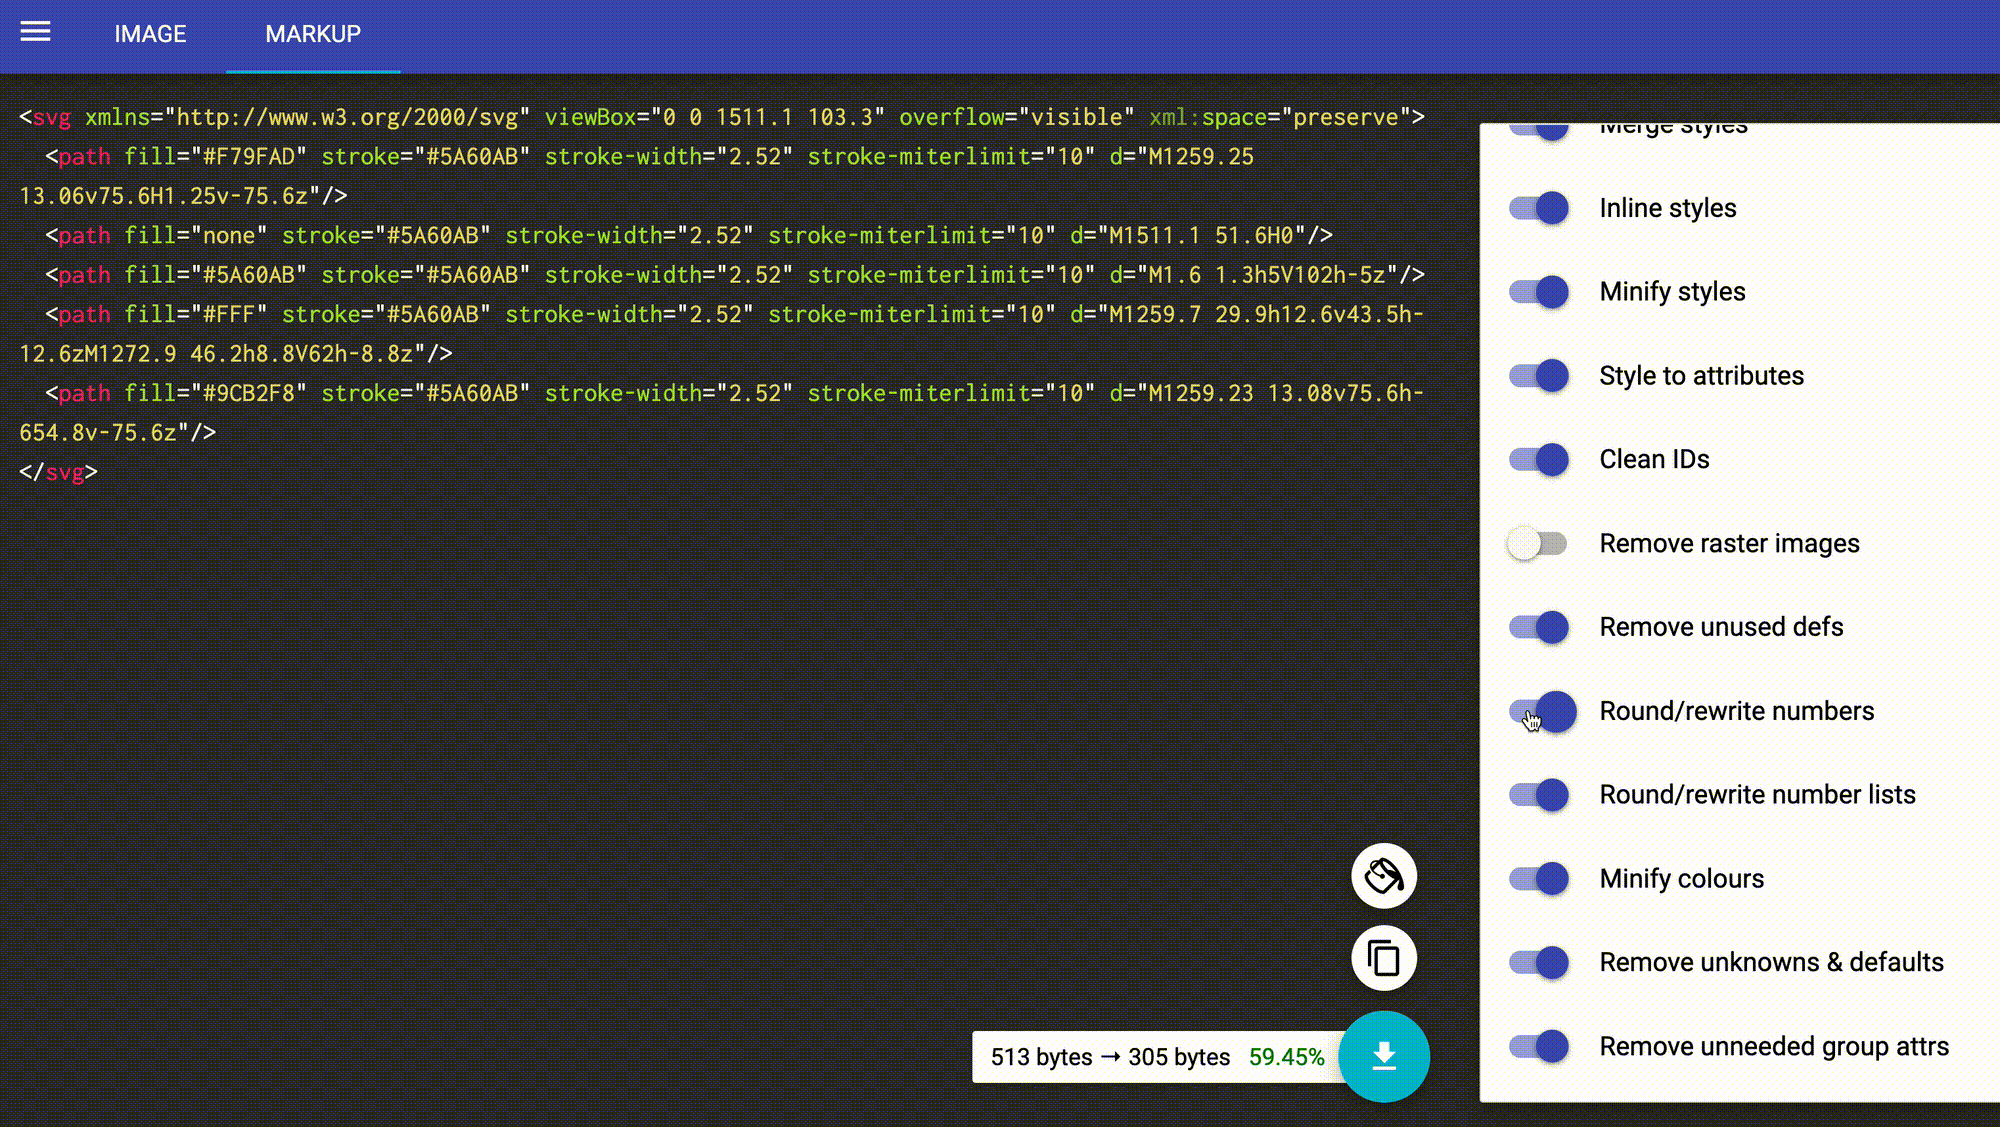 IMAGE MARKUP
<svg xmlns="http://www.w3.org/2000/svg" viewBox="0 0 1511.1 103.3" overflow="visible" xml:space="preserve">
<path fill="#F79FAD" stroke="#5A60AB" stroke-width="2.52" stroke-miterlimit="10" d="M1259.25
13.06v75.6H1.25v-75.6z"/>
<path fill="none" stroke="#5A60AB" stroke-width="2.52" stroke-miterlimit="10" d="M1511.1 51.6H0"/>
<path fill="#5A60AB" stroke="#5A60AB" stroke-width="2.52" stroke-miterlimit="10" d="M1.6 1.3h5V102h-5z"/>
<path fill="#FFF" stroke="#5A60AB" stroke-width="2.52" stroke-miterlimit="10" d="M1259.7 29.9h12.6v43.5h-
12.6zM1272.9 46.2h8.8V62h-8.8z"/>
<path fill="#9CB2F8" stroke="#5A60AB" stroke-width="2.52" stroke-miterlimit="10" d="M1259.23 13.08v75.6h-
654.8v-75.6z"/>
</svg>
Merge styles
Inline styles
Minify styles
Style to attributes
Clean IDs
Remove raster images
Remove unused defs
Round/rewrite numbers
Round/rewrite number lists
Minify colours
Remove unknowns & defaults
Remove unneeded group attrs
513 bytes → 305 bytes 59.45%